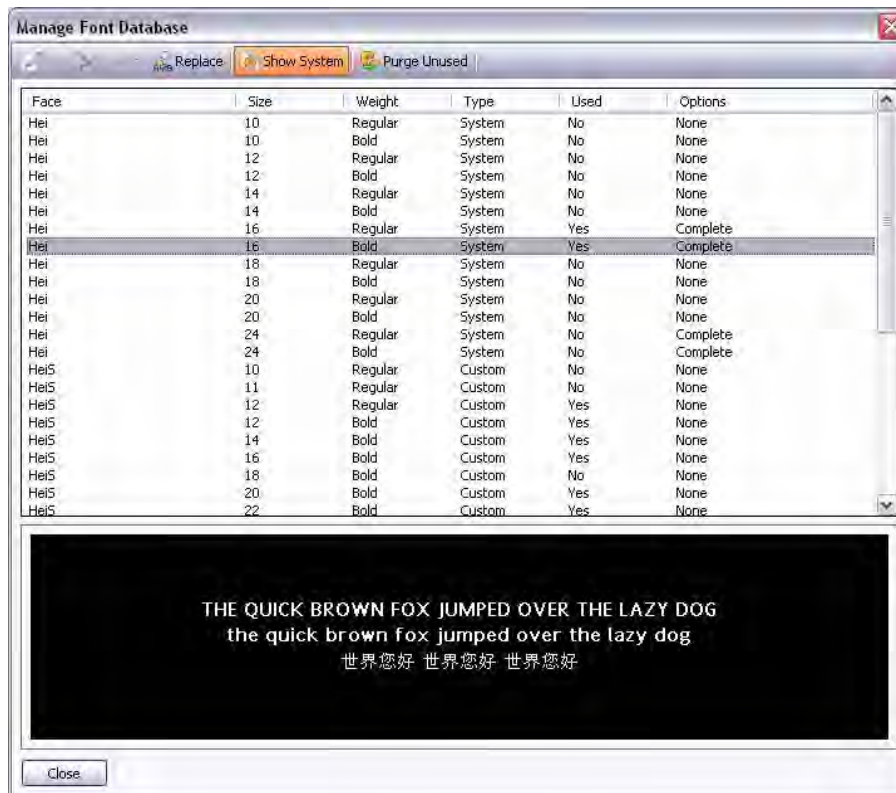 Manage Font Database
Replace Show System Purge Unused
Face Size Weight Type Used Options
Hei 10 Regular System No None
Hei 10 Bold System No None
Hei 12 Regular System No None
Hei 12 Bold System No None
Hei 14 Regular System No None
Hei 14 Bold System No None
Hei 16 Regular System Yes Complete
Hei 16 Bold System Yes Complete
Hei 18 Regular System No None
Hei 18 Bold System No None
Hei 20 Regular System No None
Hei 20 Bold System No None
Hei 24 Regular System No Complete
Hei 24 Bold System No Complete
Hei5 10 Regular Custom No None
Hei5 11 Regular Custom No None
Hei5 12 Regular Custom Yes None
Hei5 12 Bold Custom Yes None
Hei5 14 Bold Custom Yes None
Hei5 16 Bold Custom Yes None
Hei5 18 Bold Custom No None
Hei5 20 Bold Custom Yes None
Hei5 22 Bold Custom Yes None
THE QUICK BROWN FOX JUMPED OVER THE LAZY DOG
the quick brown fox jumped over the lazy dog
世界您好 世界您好 世界您好
Close